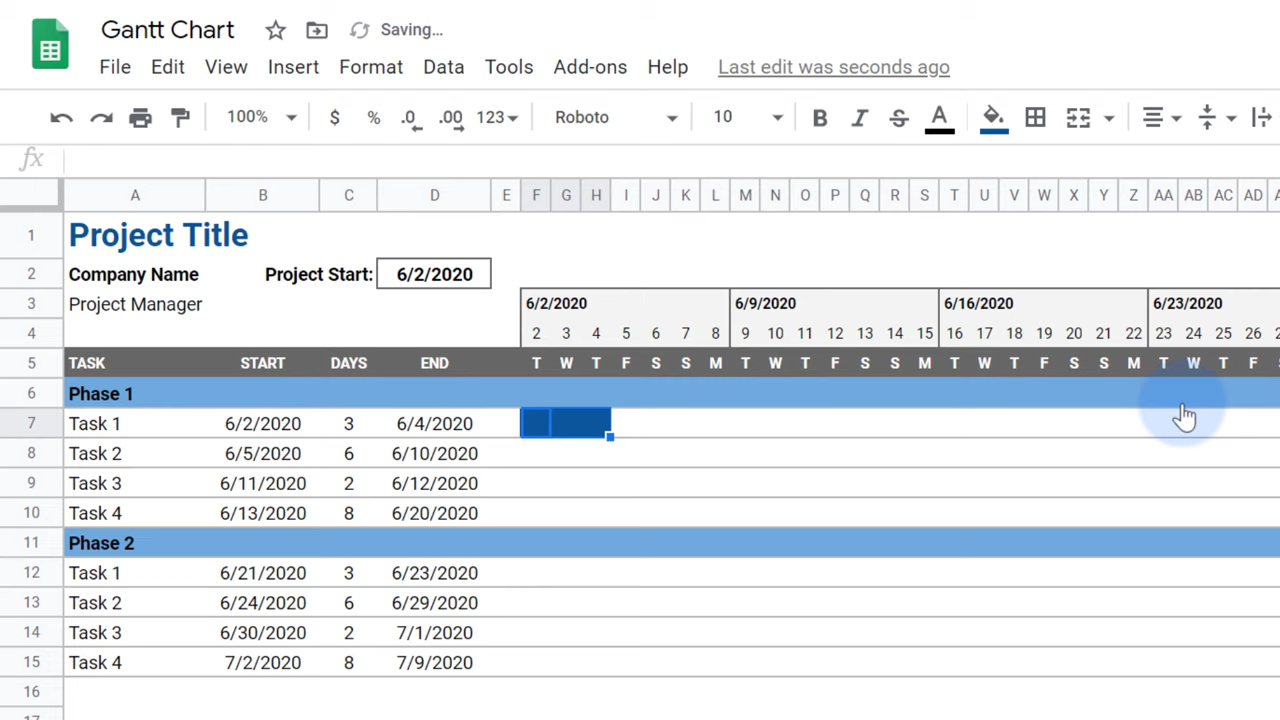 Gantt Chart Saving...
File Edit View Insert Format Data Tools Add-ons Help Last edit was seconds ago
100% $ % .0 .00 123 Roboto 10 B I S A
fx
A B C D E F G H I J K L M N O P Q R S T U V W X Y Z AA AB AC AD
1 Project Title
2 Company Name Project Start: 6/2/2020
3 Project Manager 6/2/2020 6/9/2020 6/16/2020 6/23/2020
4 2 3 4 5 6 7 8 9 10 11 12 13 14 15 16 17 18 19 20 21 22 23 24 25 26
5 TASK START DAYS END T W T F S S M T W T F S S M T W T F S S M T W T F
6 Phase 1
7 Task 1 6/2/2020 3 6/4/2020
8 Task 2 6/5/2020 6 6/10/2020
9 Task 3 6/11/2020 2 6/12/2020
10 Task 4 6/13/2020 8 6/20/2020
11 Phase 2
12 Task 1 6/21/2020 3 6/23/2020
13 Task 2 6/24/2020 6 6/29/2020
14 Task 3 6/30/2020 2 7/1/2020
15 Task 4 7/2/2020 8 7/9/2020
16